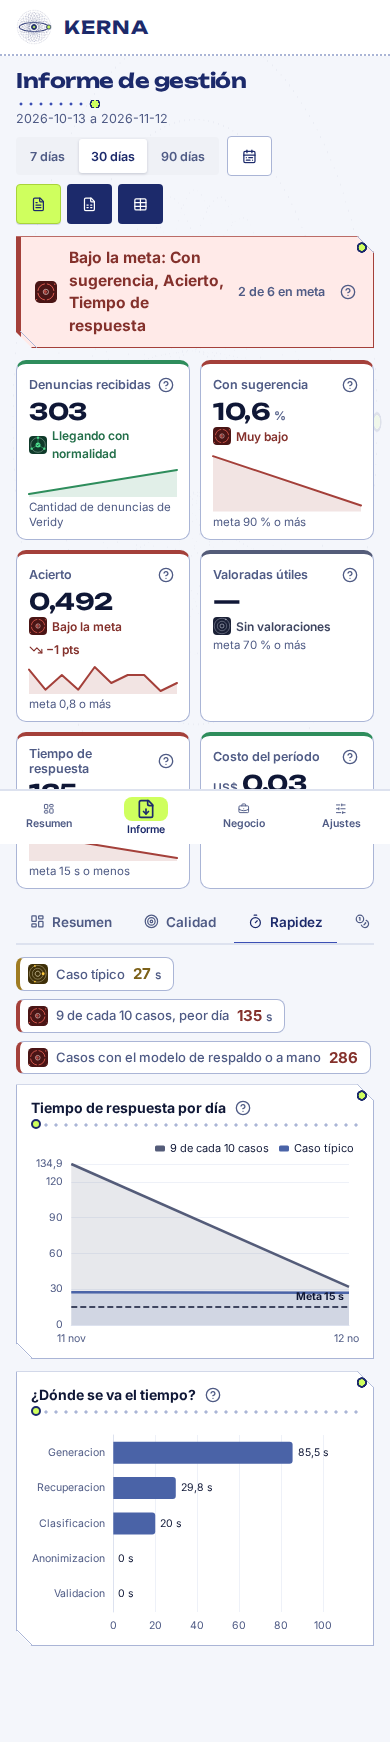 KERNA
Informe de gestión
2026-10-13 a 2026-11-12
7 días 30 días 90 días
Bajo la meta: Con
sugerencia, Acierto,
Tiempo de
respuesta
2 de 6 en meta
Denuncias recibidas
303
Llegando con
normalidad
Cantidad de denuncias de
Veridy
Con sugerencia
10,6 %
Muy bajo
meta 90 % o más
Acierto
0,492
Bajo la meta
−1 pts
meta 0,8 o más
Valoradas útiles
—
Sin valoraciones
meta 70 % o más
Tiempo de
respuesta
meta 15 s o menos
Costo del período
US$ 0,03
Resumen Informe Negocio Ajustes
Resumen Calidad Rapidez
Caso típico 27 s
9 de cada 10 casos, peor día 135 s
Casos con el modelo de respaldo o a mano 286
Tiempo de respuesta por día
9 de cada 10 casos Caso típico
134,9
120
90
60
30
0
Meta 15 s
11 nov 12 no
¿Dónde se va el tiempo?
Generacion 85,5 s
Recuperacion 29,8 s
Clasificacion 20 s
Anonimizacion 0 s
Validacion 0 s
0 20 40 60 80 100